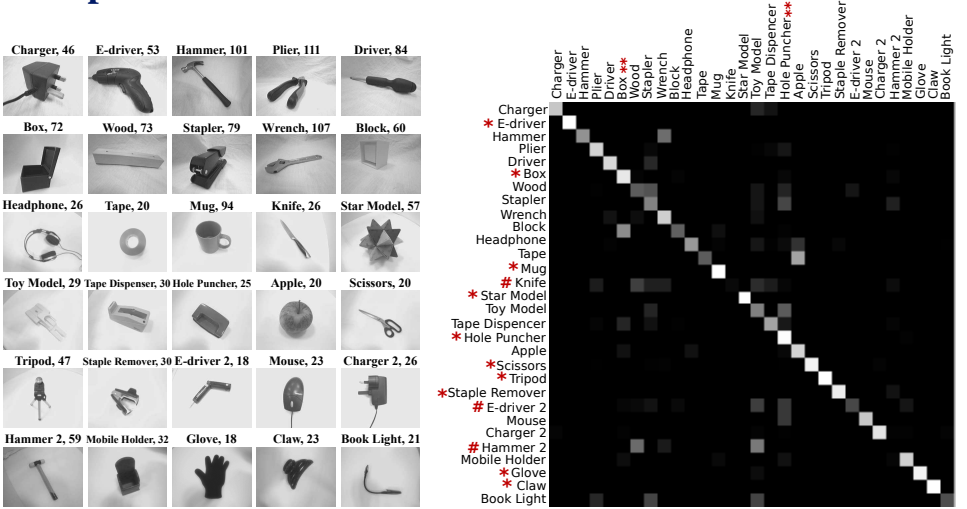 Charger, 46 E-driver, 53 Hammer, 101 Plier, 111 Driver, 84
Box, 72 Wood, 73 Stapler, 79 Wrench, 107 Block, 60
Headphone, 26 Tape, 20 Mug, 94 Knife, 26 Star Model, 57
Toy Model, 29 Tape Dispenser, 30 Hole Puncher, 25 Apple, 20 Scissors, 20
Tripod, 47 Staple Remover, 30 E-driver 2, 18 Mouse, 23 Charger 2, 26
Hammer 2, 59 Mobile Holder, 32 Glove, 18 Claw, 23 Book Light, 21
Charger
E-driver
Hammer
Plier
Driver
Box **
Wood
Stapler
Wrench
Block
Headphone
Tape
Mug
Knife
Star Model
Toy Model
Tape Dispencer
Hole Puncher**
Apple
Scissors
Tripod
Staple Remover
E-driver 2
Mouse
Charger 2
Hammer 2
Mobile Holder
Glove
Claw
Book Light
Charger
* E-driver
Hammer
Plier
Driver
* Box
Wood
Stapler
Wrench
Block
Headphone
Tape
* Mug
# Knife
* Star Model
Toy Model
Tape Dispencer
* Hole Puncher
Apple
*Scissors
* Tripod
*Staple Remover
# E-driver 2
Mouse
Charger 2
# Hammer 2
Mobile Holder
* Glove
* Claw
Book Light